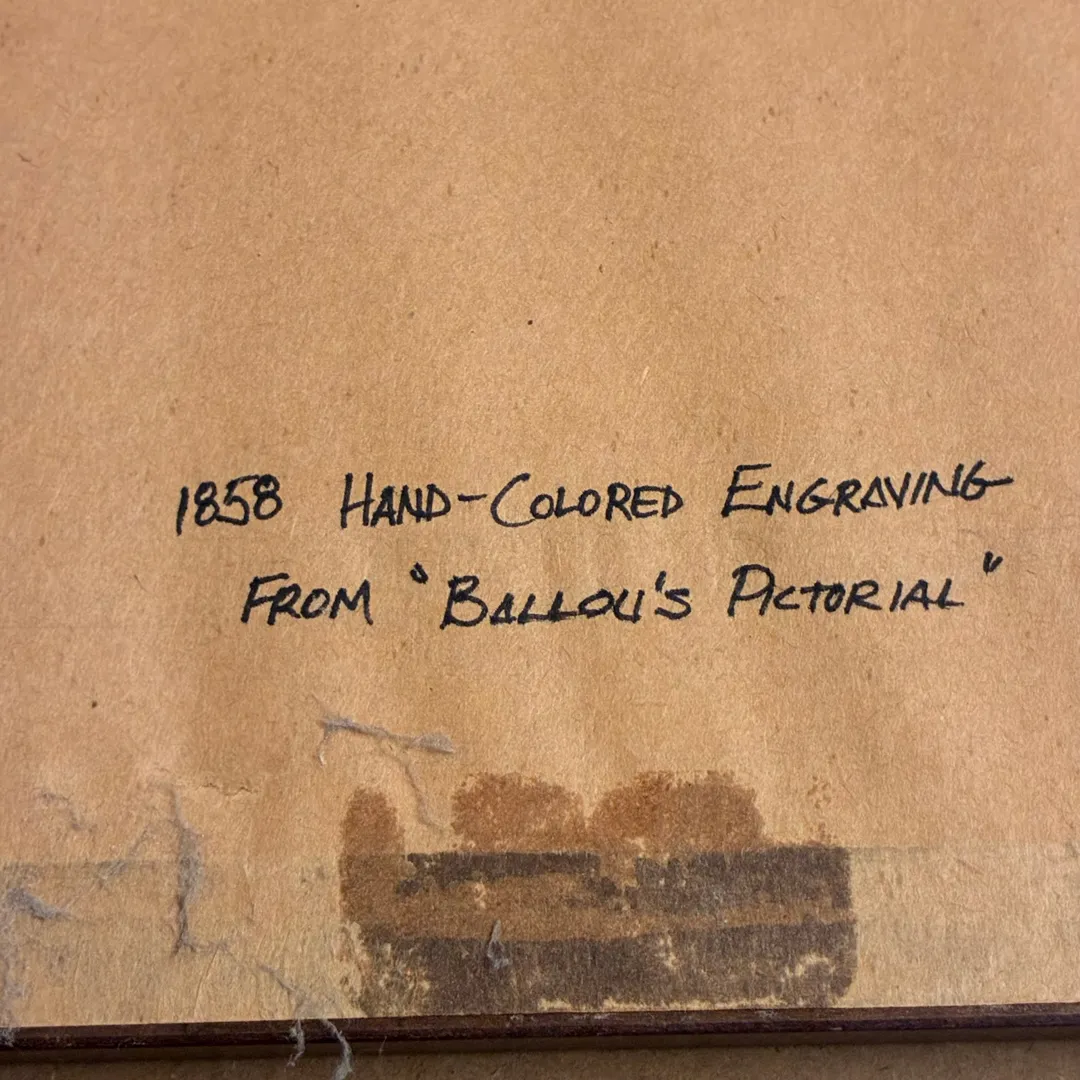 1858 HAND-COLORED ENGRAVING
FROM "BALLOU'S PICTORIAL"